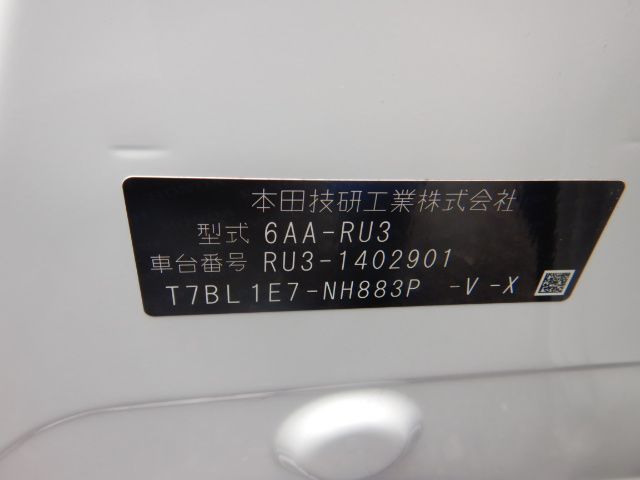 本田技研工業株式会社
型式 6AA-RU3
車台番号 RU3-1402901
T7BL1E7-NH883P -V-X